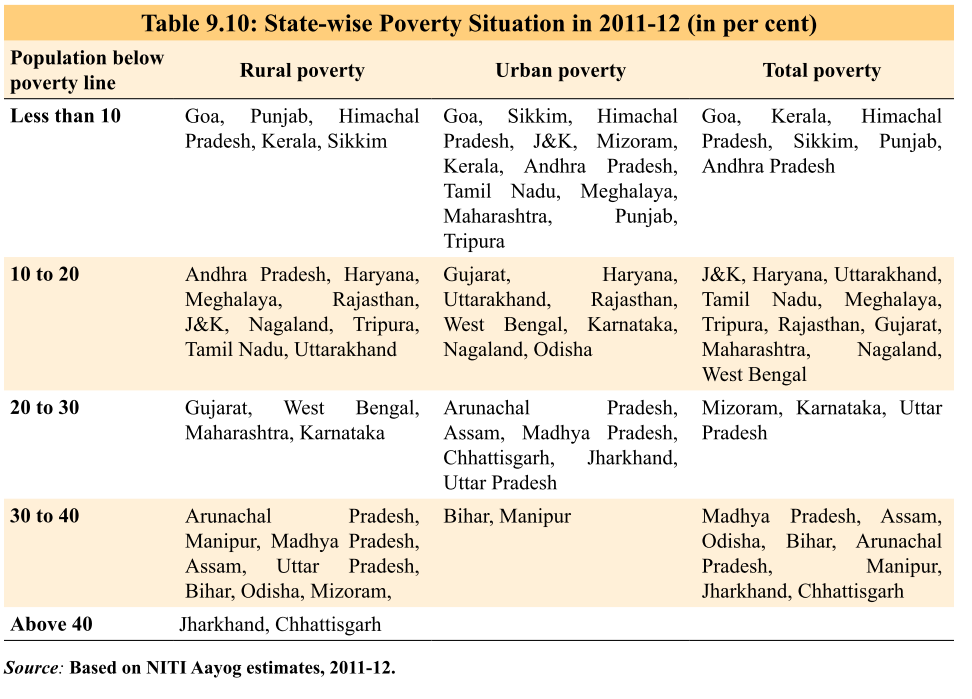 Table 9.10: State-wise Poverty Situation in 2011-12 (in per cent)
Population below
poverty line
Rural poverty
Urban poverty
Total poverty
Less than 10
Goa, Punjab, Himachal
Pradesh, Kerala, Sikkim
Goa, Sikkim, Himachal
Pradesh, J&K, Mizoram,
Kerala, Andhra Pradesh,
Tamil Nadu, Meghalaya,
Maharashtra, Punjab,
Tripura
Goa, Kerala, Himachal
Pradesh, Sikkim, Punjab,
Andhra Pradesh
10 to 20
Andhra Pradesh, Haryana,
Meghalaya, Rajasthan,
J&K, Nagaland, Tripura,
Tamil Nadu, Uttarakhand
Gujarat, Haryana,
Uttarakhand, Rajasthan,
West Bengal, Karnataka,
Nagaland, Odisha
J&K, Haryana, Uttarakhand,
Tamil Nadu, Meghalaya,
Tripura, Rajasthan, Gujarat,
Maharashtra, Nagaland,
West Bengal
20 to 30
Gujarat, West Bengal,
Maharashtra, Karnataka
Arunachal Pradesh,
Assam, Madhya Pradesh,
Chhattisgarh, Jharkhand,
Uttar Pradesh
Mizoram, Karnataka, Uttar
Pradesh
30 to 40
Arunachal Pradesh,
Manipur, Madhya Pradesh,
Assam, Uttar Pradesh,
Bihar, Odisha, Mizoram,
Bihar, Manipur
Madhya Pradesh, Assam,
Odisha, Bihar, Arunachal
Pradesh, Manipur,
Jharkhand, Chhattisgarh
Above 40
Jharkhand, Chhattisgarh
Source: Based on NITI Aayog estimates, 2011-12.